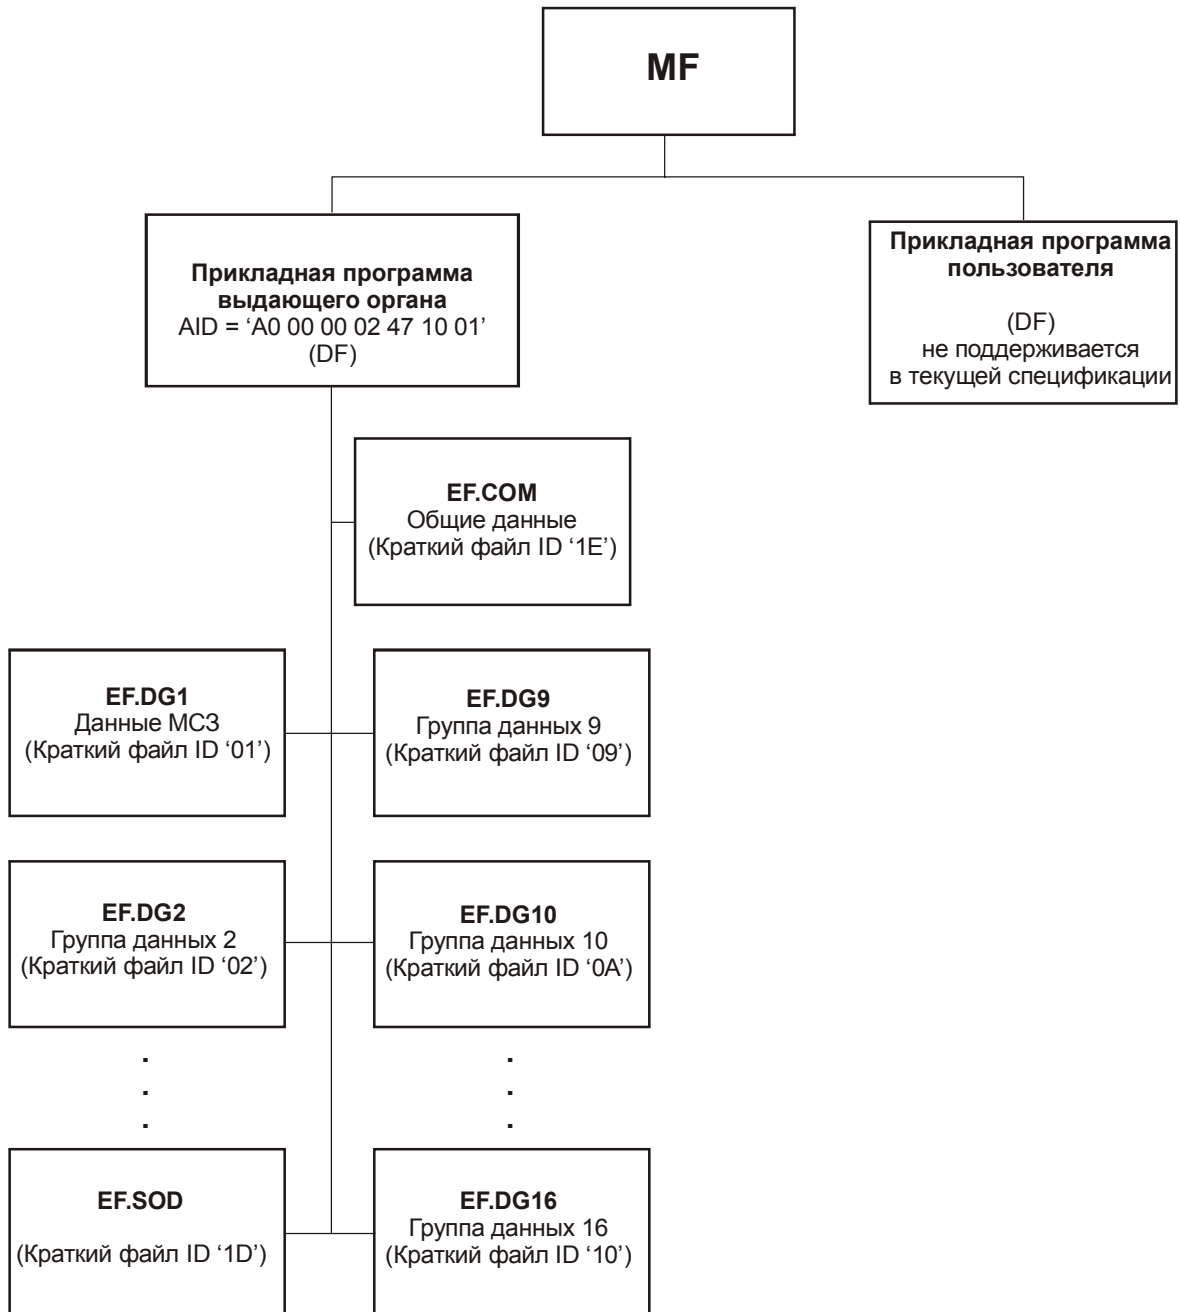 MF
Прикладная программа
выдающего органа
AID = ‘A0 00 00 02 47 10 01’
(DF)
Прикладная программа
пользователя
(DF)
не поддерживается
в текущей спецификации
EF.COM
Общие данные
(Краткий файл ID ‘1E’)
EF.DG1
Данные МСЗ
(Краткий файл ID ‘01’)
EF.DG9
Группа данных 9
(Краткий файл ID ‘09’)
EF.DG2
Группа данных 2
(Краткий файл ID ‘02’)
EF.DG10
Группа данных 10
(Краткий файл ID ‘0A’)
EF.SOD
(Краткий файл ID ‘1D’)
EF.DG16
Группа данных 16
(Краткий файл ID ‘10’)